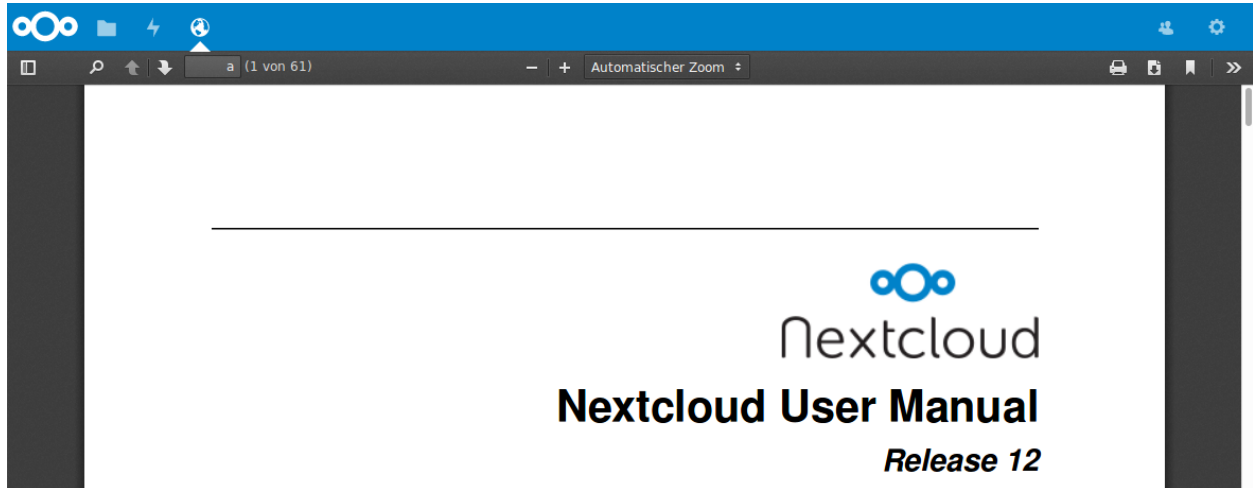 a (1 von 61) Automatischer Zoom
Nextcloud
Nextcloud User Manual
Release 12